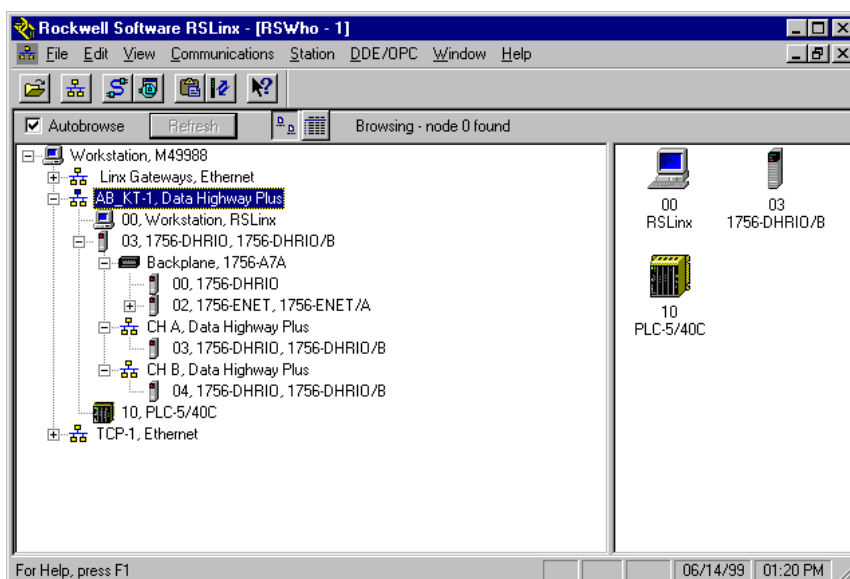 Rockwell Software RSLinx - [RSWho - 1]
File Edit View Communications Station DDE/OPC Window Help
Autobrowse Refresh Browsing - node 0 found
Workstation, M49988
Linx Gateways, Ethernet
AB_KT-1, Data Highway Plus
00, Workstation, RSLinx
03, 1756-DHRIO, 1756-DHRIO/B
Backplane, 1756-A7A
00, 1756-DHRIO
02, 1756-ENET, 1756-ENET/A
CH A, Data Highway Plus
03, 1756-DHRIO, 1756-DHRIO/B
CH B, Data Highway Plus
04, 1756-DHRIO, 1756-DHRIO/B
10, PLC-5/40C
TCP-1, Ethernet
00 03
RSLinx 1756-DHRIO/B
10
PLC-5/40C
For Help, press F1 06/14/99 01:20 PM